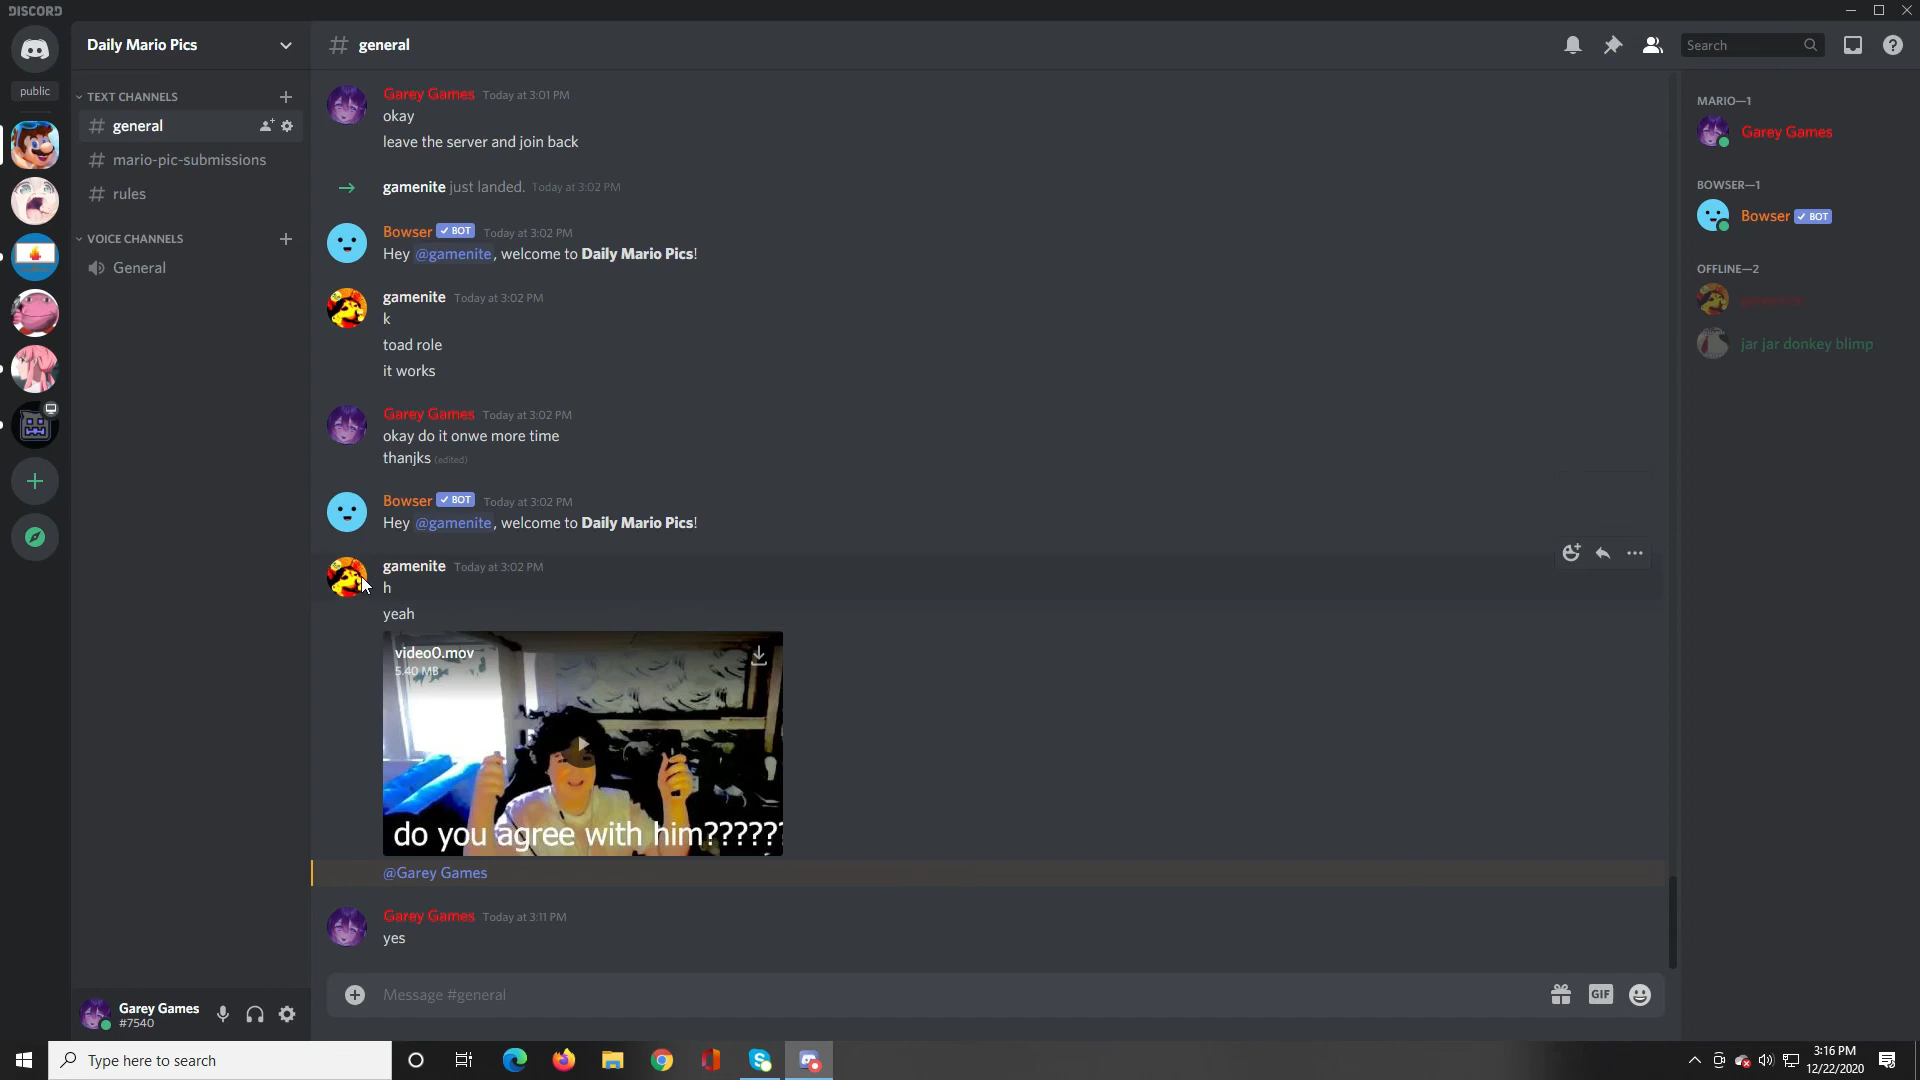 DISCORD
Daily Mario Pics
general
Search
public
TEXT CHANNELS
general
mario-pic-submissions
rules
VOICE CHANNELS
General
Garey Games Today at 3:01 PM
okay
leave the server and join back
gamenite just landed. Today at 3:02 PM
Bowser BOT Today at 3:02 PM
Hey @gamenite, welcome to Daily Mario Pics!
gamenite Today at 3:02 PM
k
toad role
it works
Garey Games Today at 3:02 PM
okay do it onwe more time
thanjks (edited)
Bowser BOT Today at 3:02 PM
Hey @gamenite, welcome to Daily Mario Pics!
gamenite Today at 3:02 PM
h
yeah
video0.mov
5.40 MB
do you agree with him??????
@Garey Games
Garey Games Today at 3:11 PM
yes
Message #general
GIF
MARIO—1
Garey Games
BOWSER—1
Bowser BOT
OFFLINE—2
jar jar donkey blimp
Garey Games
#7540
Type here to search
3:16 PM
12/22/2020